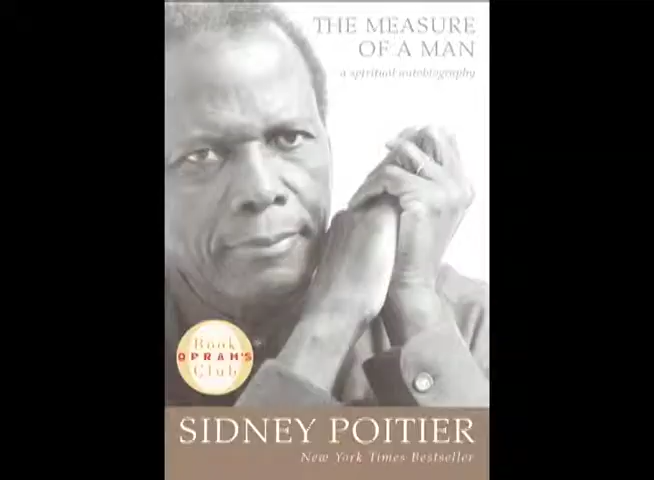 THE MEASURE
OF A MAN
a spiritual autobiography
Book
OPRAH'S
Club
SIDNEY POITIER
New York Times Bestseller